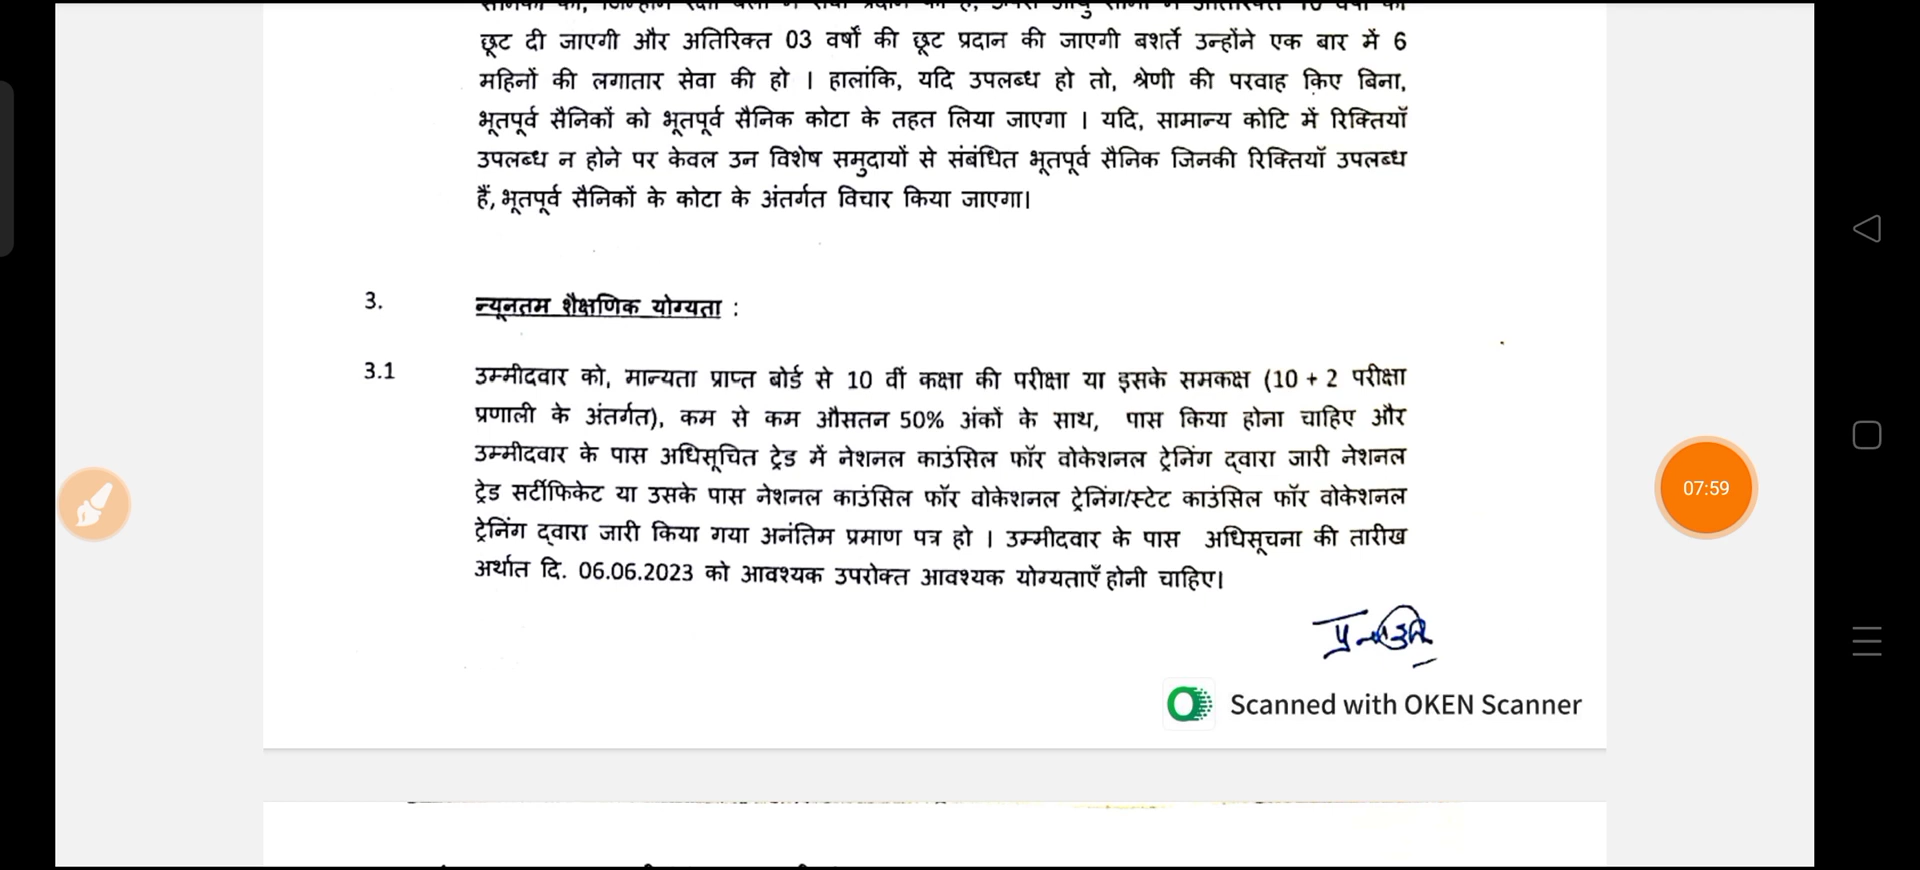 छूट दी जाएगी और अतिरिक्त 03 वर्षों की छूट प्रदान की जाएगी बशर्ते उन्होंने एक बार में 6
महिनों की लगातार सेवा की हो । हालांकि, यदि उपलब्ध हो तो, श्रेणी की परवाह किए बिना,
भूतपूर्व सैनिकों को भूतपूर्व सैनिक कोटा के तहत लिया जाएगा । यदि, सामान्य कोटि में रिक्तियॉ
उपलब्ध न होने पर केवल उन विशेष समुदायों से संबंधित भूतपूर्व सैनिक जिनकी रिक्तियॉ उपलब्ध
हैं, भूतपूर्व सैनिकों के कोटा के अंतर्गत विचार किया जाएगा।
3. न्यूनतम शैक्षणिक योग्यता :
3.1 उम्मीदवार को, मान्यता प्राप्त बोर्ड से 10 वीं कक्षा की परीक्षा या इसके समकक्ष (10 + 2 परीक्षा
प्रणाली के अंतर्गत), कम से कम औसतन 50% अंकों के साथ, पास किया होना चाहिए और
उम्मीदवार के पास अधिसूचित ट्रेड में नेशनल काउंसिल फॉर वोकेशनल ट्रेनिंग द्वारा जारी नेशनल
ट्रेड सर्टीफिकेट या उसके पास नेशनल काउंसिल फॉर वोकेशनल ट्रेनिंग/स्टेट काउंसिल फॉर वोकेशनल
ट्रेनिंग द्वारा जारी किया गया अनंतिम प्रमाण पत्र हो । उम्मीदवार के पास अधिसूचना की तारीख
अर्थात दि. 06.06.2023 को आवश्यक उपरोक्त आवश्यक योग्यताएँ होनी चाहिए।
07:59
Scanned with OKEN Scanner